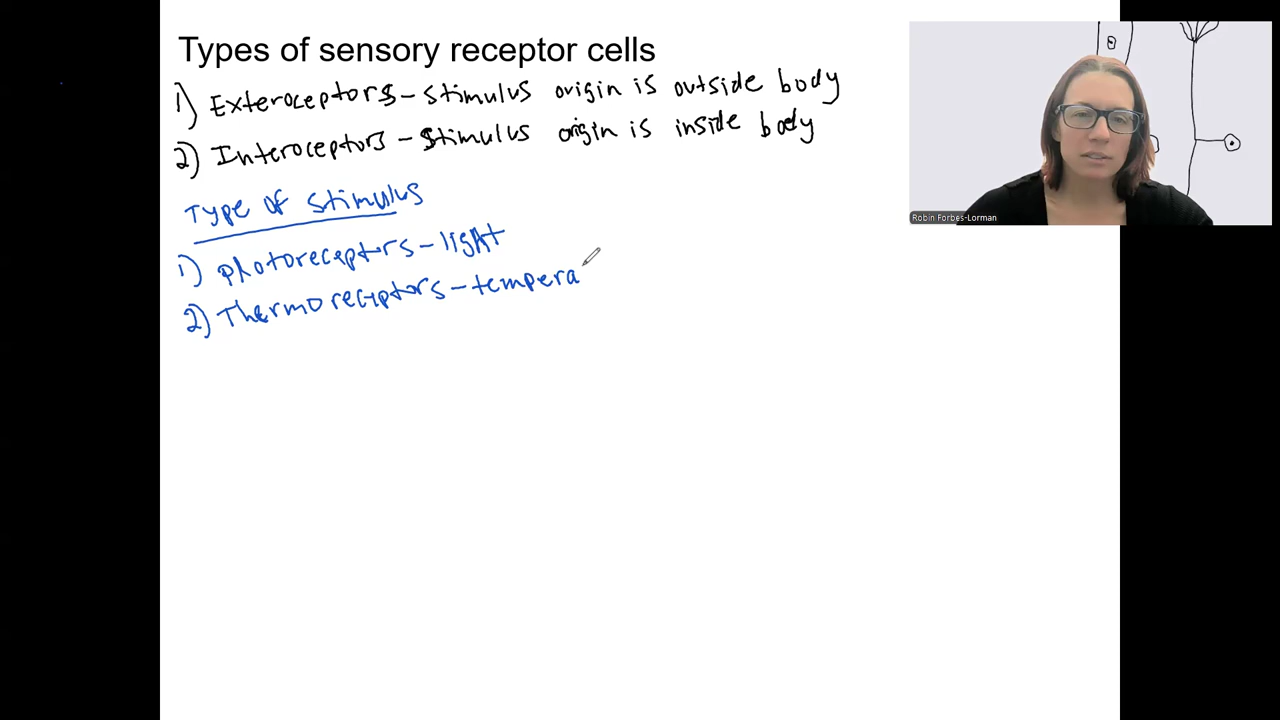 Types of sensory receptor cells
1) Exteroceptors - stimulus origin is outside body
2) Interoceptors - stimulus origin is inside body
Type of stimulus
1) photoreceptors - light
2) Thermoreceptors - tempera
Robin Forbes-Lorman